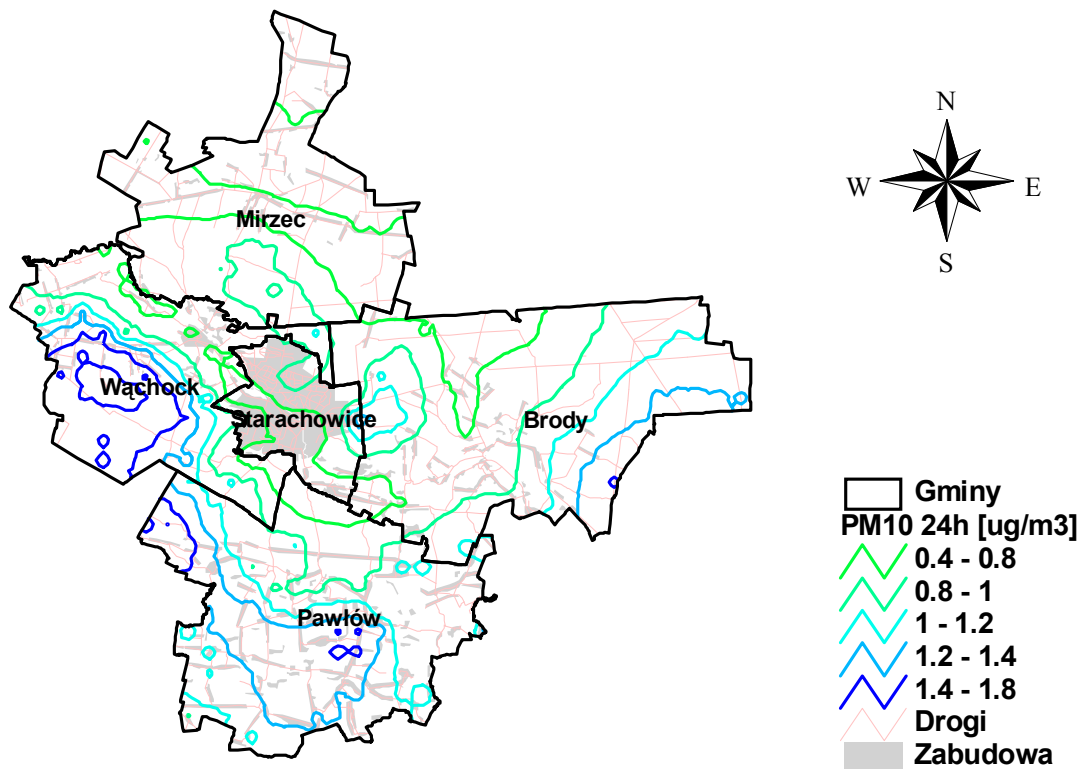 N
W
E
S
Mirzec
Wąchock
Starachowice
Brody
Pawłów
Gminy
PM10 24h [ug/m3]
0.4 - 0.8
0.8 - 1
1 - 1.2
1.2 - 1.4
1.4 - 1.8
Drogi
Zabudowa